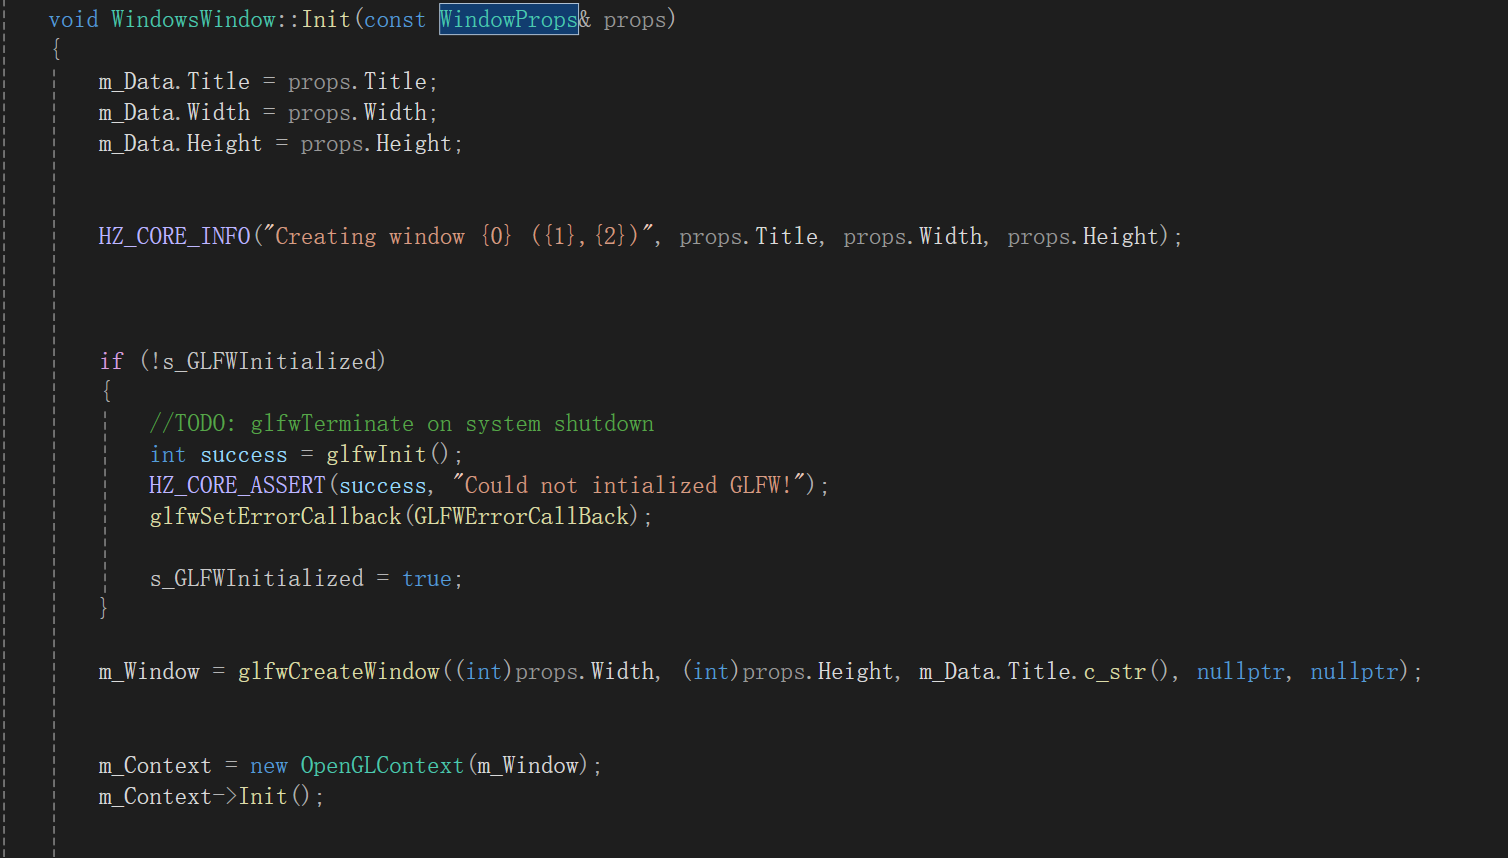 void WindowsWindow::Init(const WindowProps& props)
{
m_Data.Title = props.Title;
m_Data.Width = props.Width;
m_Data.Height = props.Height;
HZ_CORE_INFO("Creating window {0} ({1},{2})", props.Title, props.Width, props.Height);
if (!s_GLFWInitialized)
{
//TODO: glfwTerminate on system shutdown
int success = glfwInit();
HZ_CORE_ASSERT(success, "Could not intialized GLFW!");
glfwSetErrorCallback(GLFWErrorCallBack);
s_GLFWInitialized = true;
}
m_Window = glfwCreateWindow((int)props.Width, (int)props.Height, m_Data.Title.c_str(), nullptr, nullptr);
m_Context = new OpenGLContext(m_Window);
m_Context->Init();